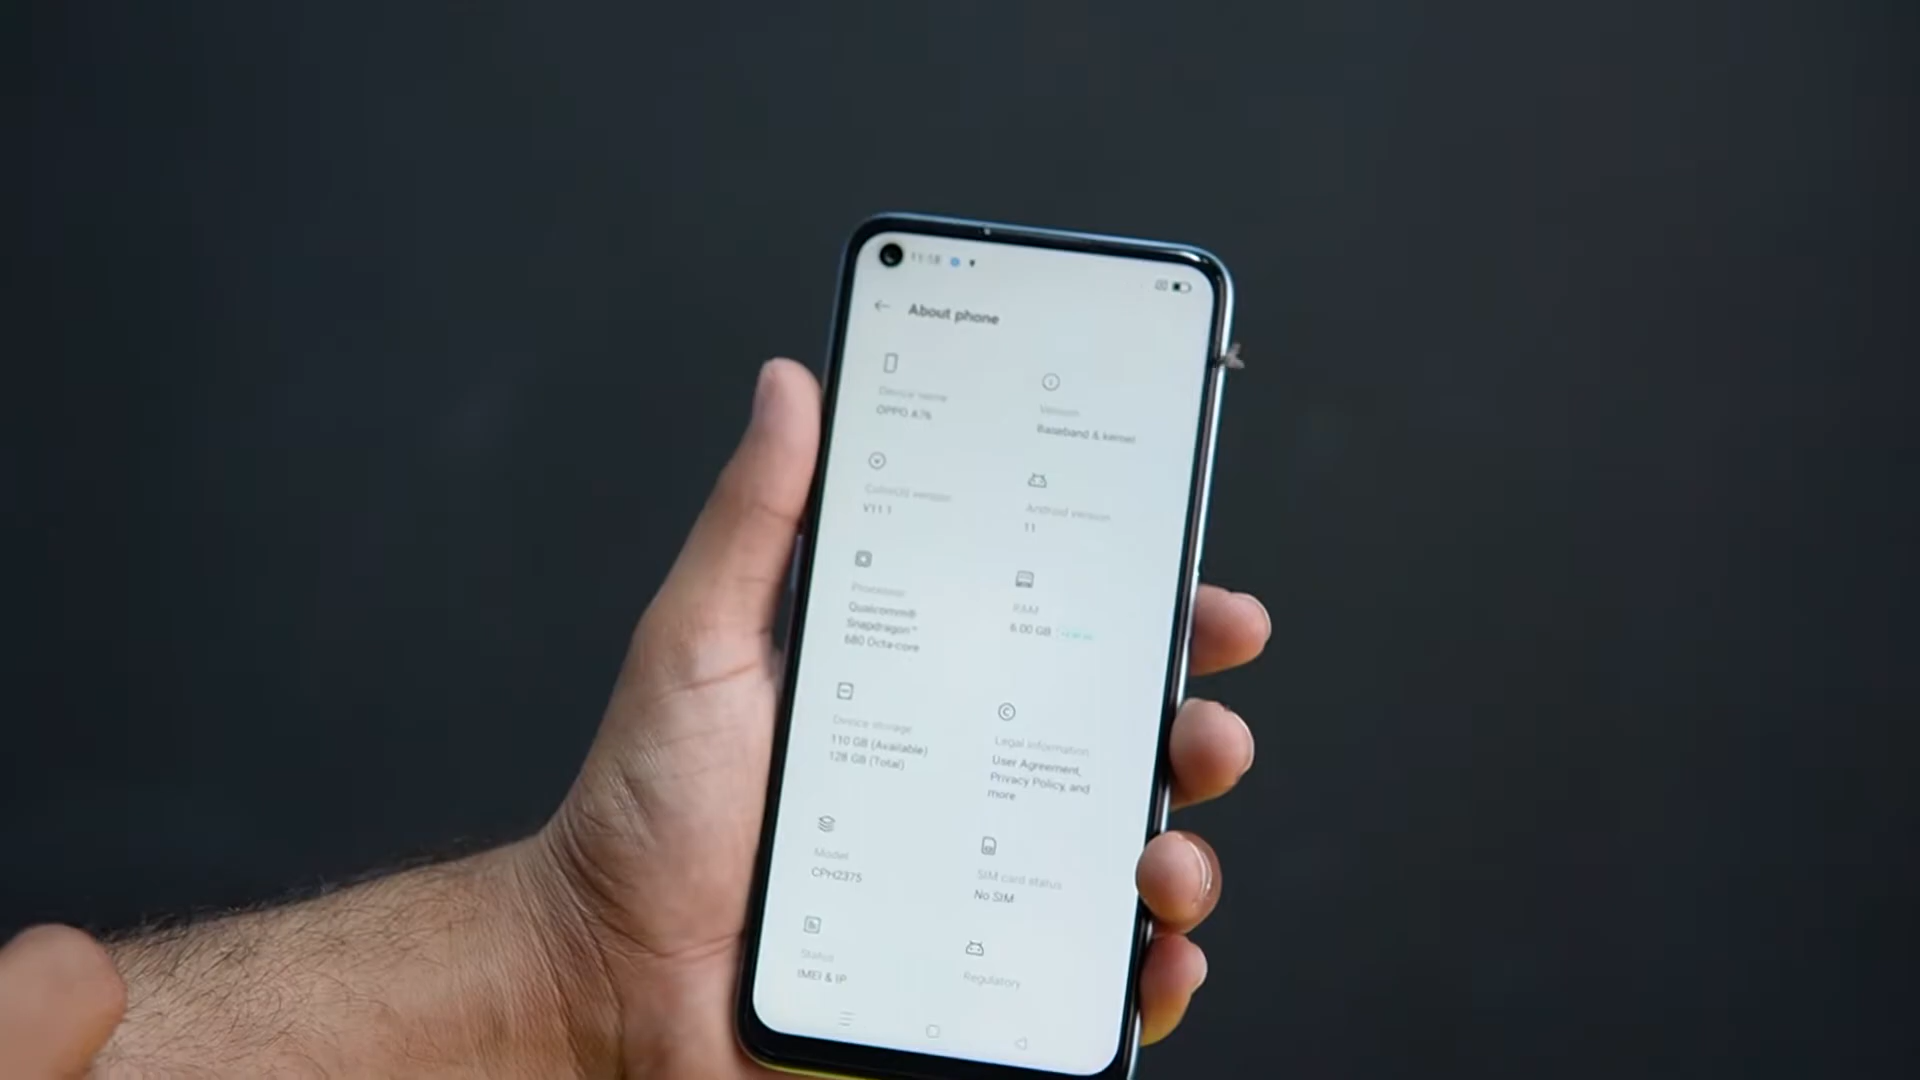 11:18
About phone
Device name
OPPO A76
Version
Baseband & kernel
ColorOS version
V11.1
Android version
11
Processor
Qualcomm®
Snapdragon™
680 Octa-core
RAM
6.00 GB
Device storage
110 GB (Available)
128 GB (Total)
Legal information
User Agreement,
Privacy Policy, and
more
Model
CPH2375
SIM card status
No SIM
Status
IMEI & IP
Regulatory